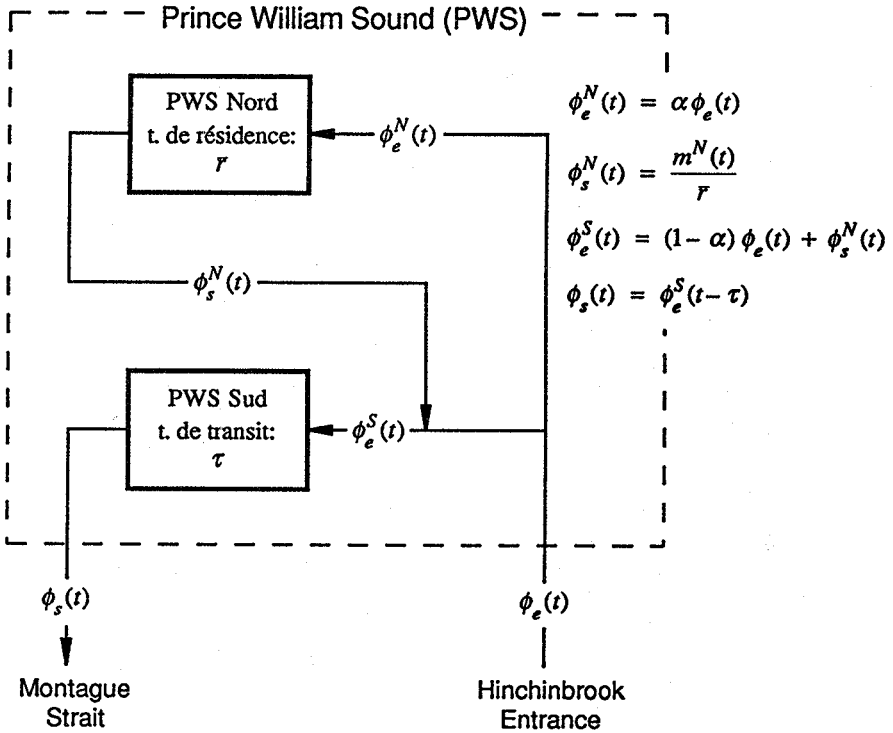 Prince William Sound (PWS)
PWS Nord
t. de résidence:
r̄
ϕ_e^N(t)
ϕ_s^N(t)
PWS Sud
t. de transit:
τ
ϕ_e^S(t)
ϕ_e^N(t) = αϕ_e(t)
ϕ_s^N(t) = m^N(t) / r̄
ϕ_e^S(t) = (1- α) ϕ_e(t) + ϕ_s^N(t)
ϕ_s(t) = ϕ_e^S(t- τ)
ϕ_s(t)
Montague
Strait
ϕ_e(t)
Hinchinbrook
Entrance